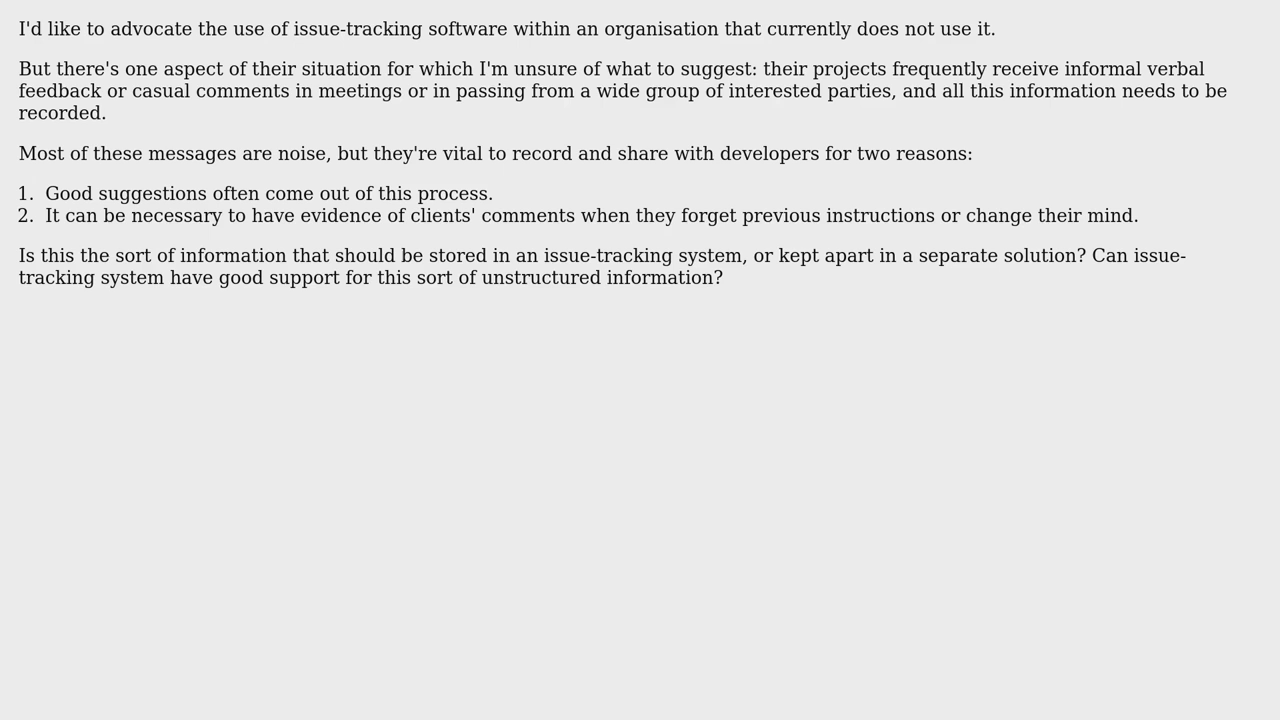 I'd like to advocate the use of issue-tracking software within an organisation that currently does not use it.
But there's one aspect of their situation for which I'm unsure of what to suggest: their projects frequently receive informal verbal
feedback or casual comments in meetings or in passing from a wide group of interested parties, and all this information needs to be
recorded.
Most of these messages are noise, but they're vital to record and share with developers for two reasons:
1. Good suggestions often come out of this process.
2. It can be necessary to have evidence of clients' comments when they forget previous instructions or change their mind.
Is this the sort of information that should be stored in an issue-tracking system, or kept apart in a separate solution? Can issue-
tracking system have good support for this sort of unstructured information?